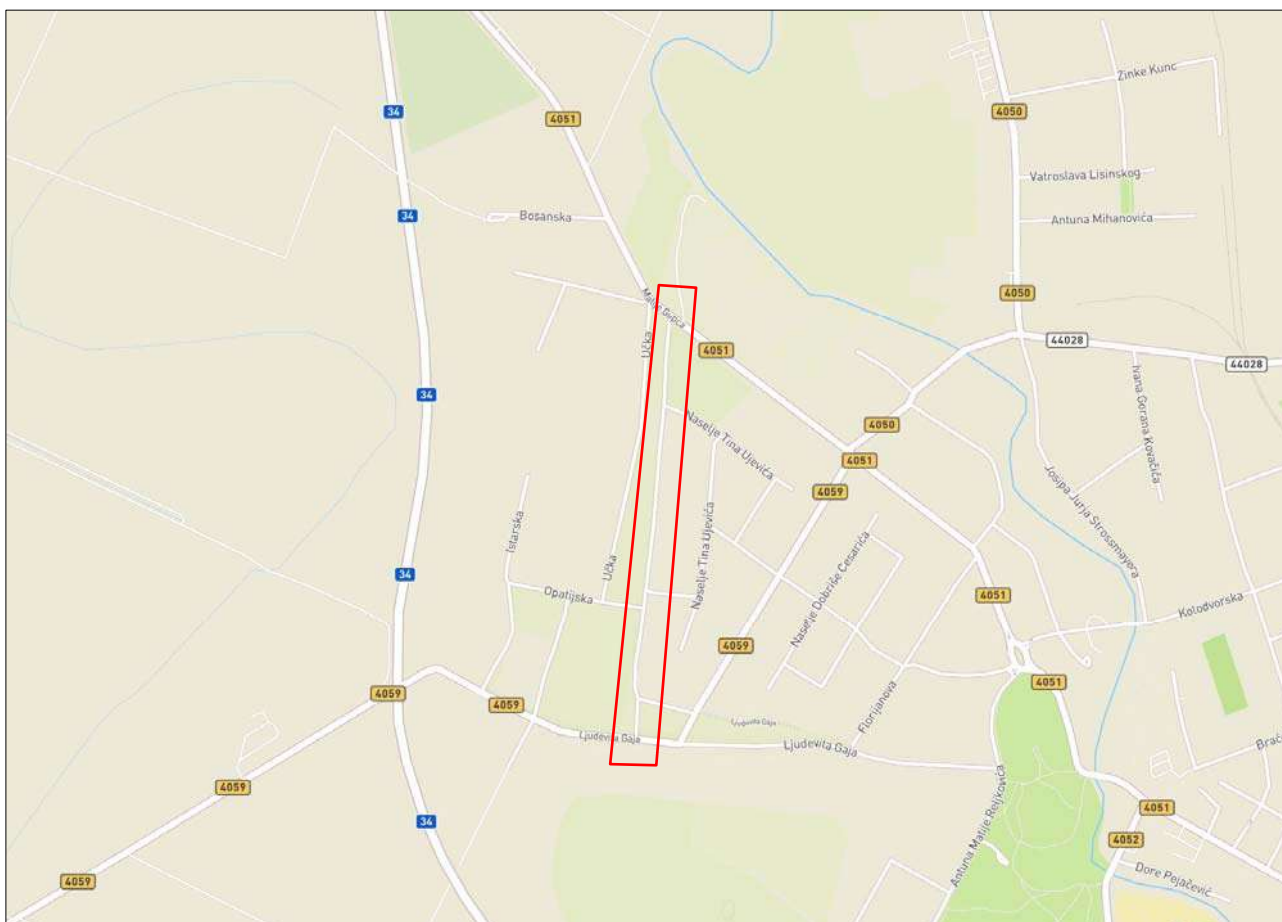 34
4051
4050
Zinke Kunc
Vatroslava Lisinskog
Antuna Mihanovića
34
Bosanska
4050
Matije Gupca
Učka
4051
44028
44028
Ivana Gorana Kovačića
34
Naselje Tina Ujevića
4050
4051
4059
Josipa Jurja Strossmayera
Istarska
Učka
Naselje Tina Ujevića
Naselje Dobriše Cesarića
34
Opatijska
4051
Kolodvorska
4059
4059
4059
4051
Florijanova
Ljudevita Gaja
Ljudevita Gaja
Ljudevita Gaja
Brać
4059
Antuna Matije Reljkovića
4051
34
4052
Dore Pejačević
4059